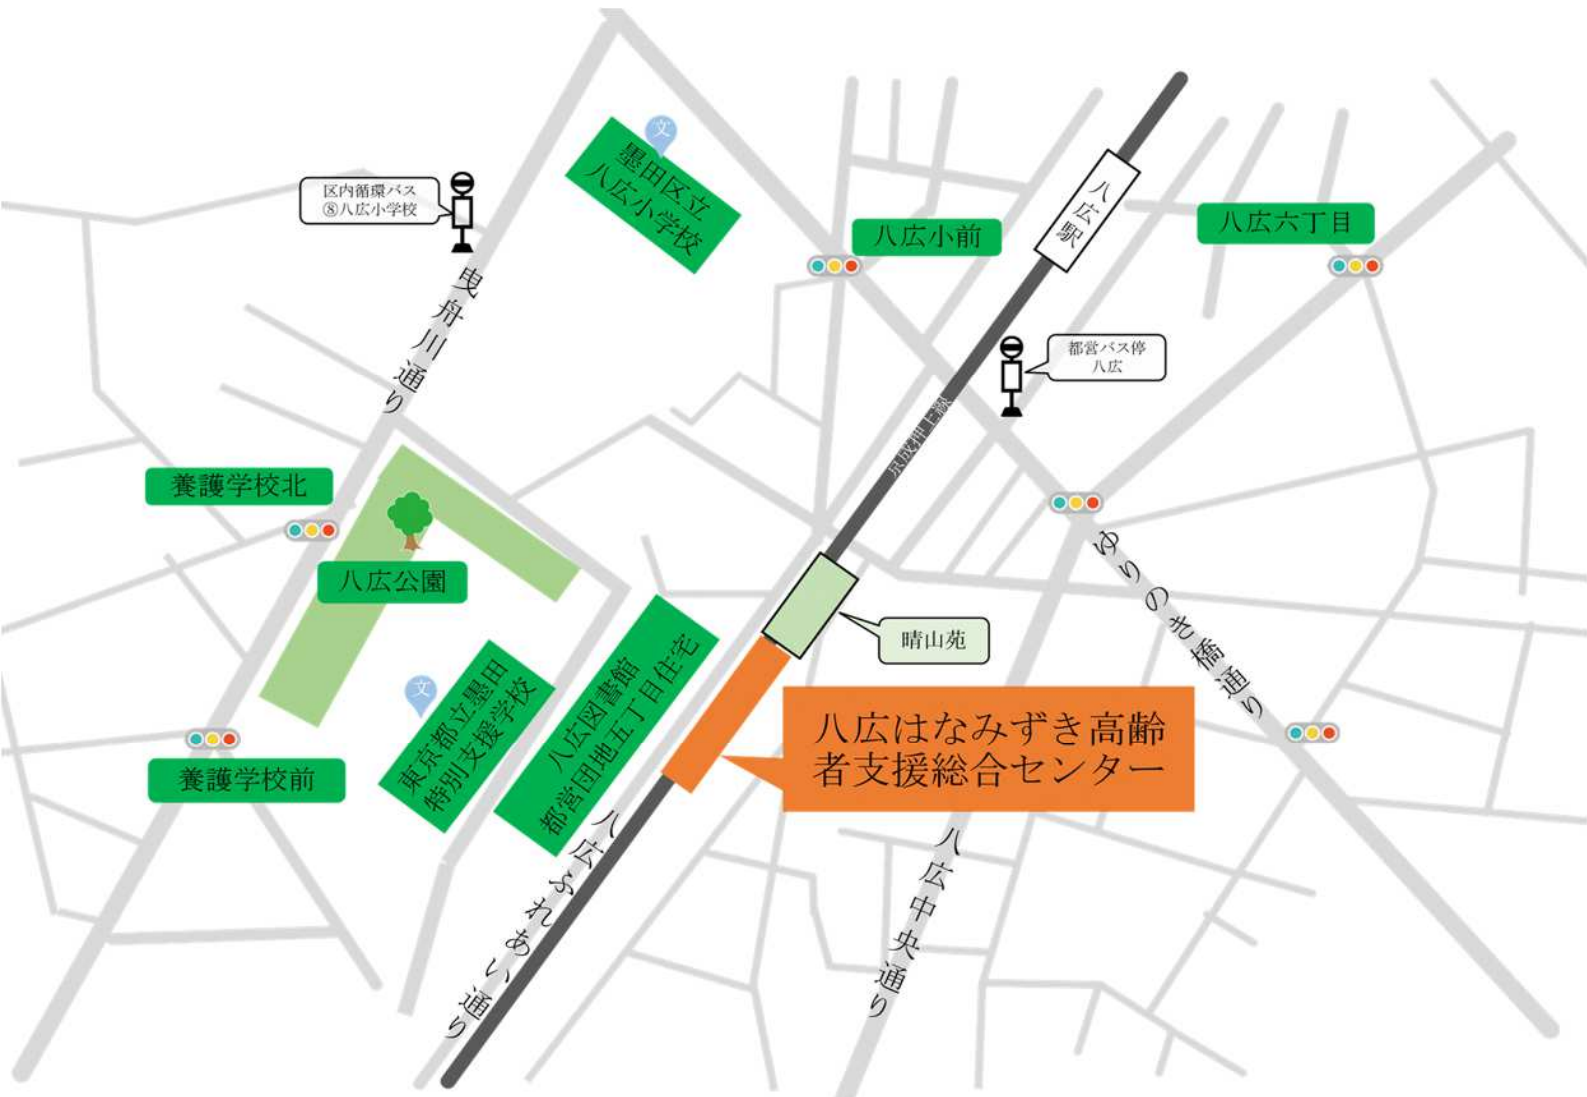 文
墨田区立
八広小学校
区内循環バス
⑧八広小学校
八広駅
八広小前
八広六丁目
曳舟川通り
都営バス停
八広
京成押上線
養護学校北
八広公園
ゆりのき橋通り
晴山苑
文
東京都立墨田
特別支援学校
八広図書館
都営団地五丁目住宅
八広はなみずき高齢
者支援総合センター
養護学校前
八広ふれあい通り
八広中央通り